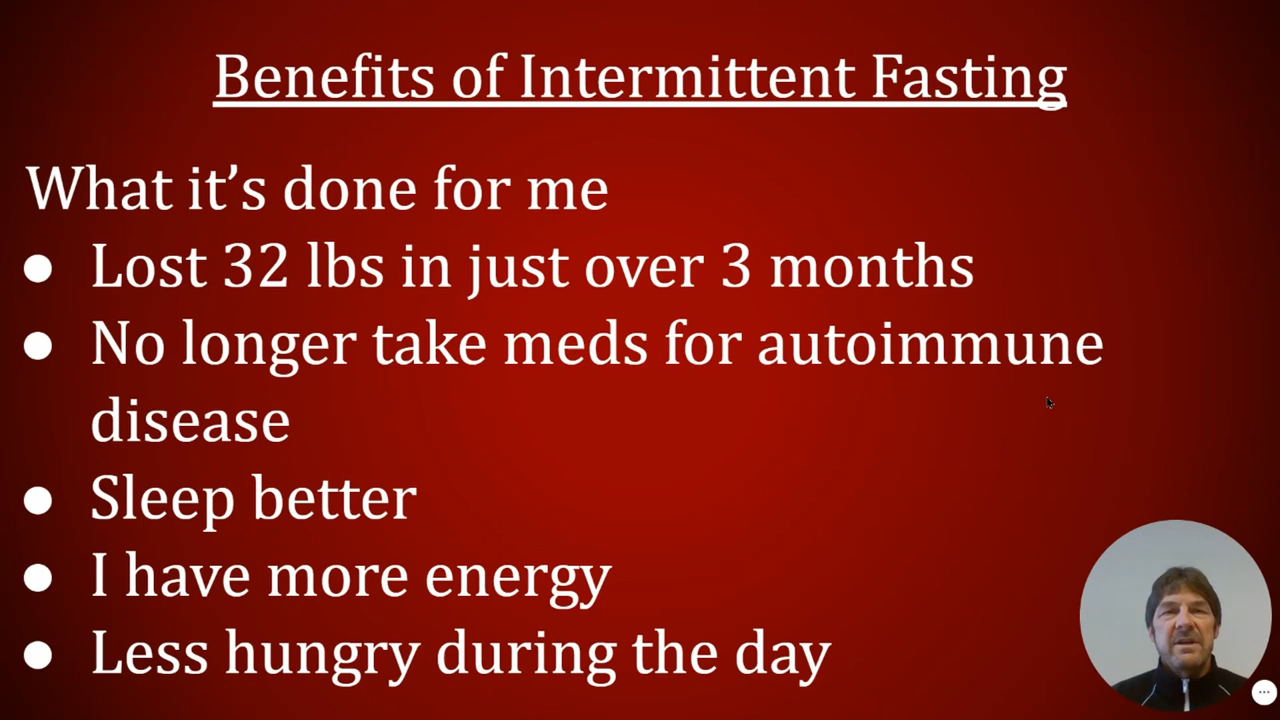 Benefits of Intermittent Fasting
What it’s done for me
● Lost 32 lbs in just over 3 months
● No longer take meds for autoimmune
disease
● Sleep better
● I have more energy
● Less hungry during the day